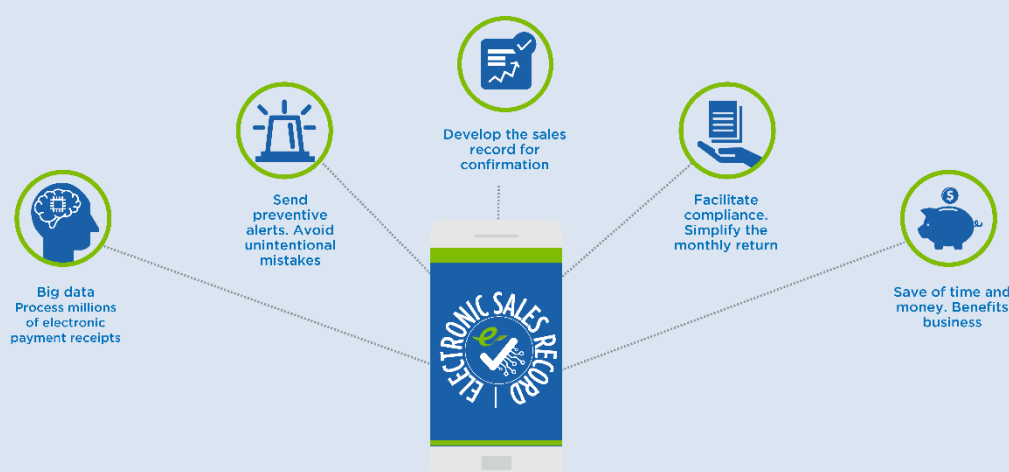 Develop the sales
record for
confirmation
Send
preventive
alerts. Avoid
unintentional
mistakes
Facilitate
compliance.
Simplify the
monthly return
Big data
Process millions
of electronic
payment receipts
$
Save of time and
money. Benefits
business
ELECTRONIC SALES RECORD
e